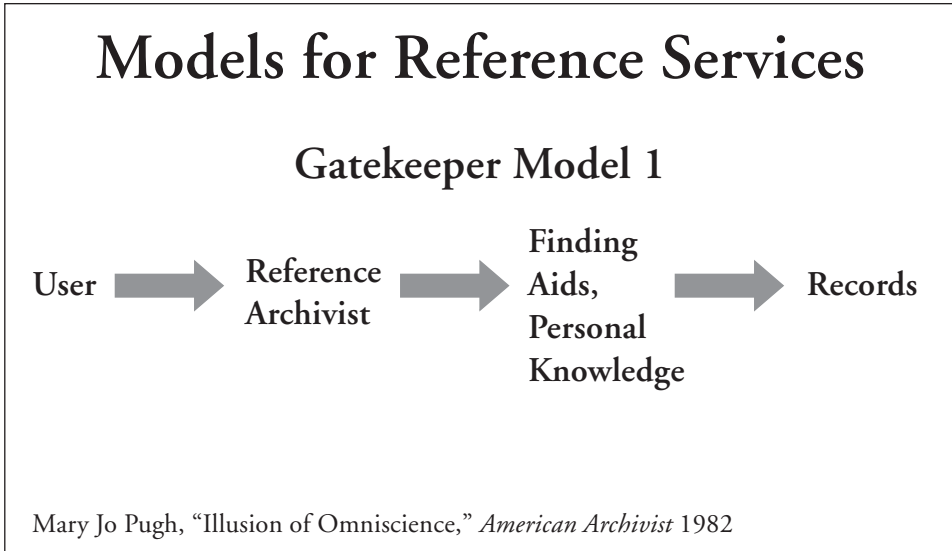 Models for Reference Services
Gatekeeper Model 1
User
Reference
Archivist
Finding
Aids,
Personal
Knowledge
Records
Mary Jo Pugh, “Illusion of Omniscience,” American Archivist 1982